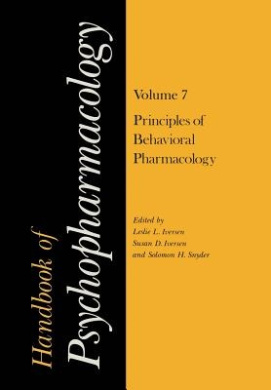 Handbook of
Psychopharmacology
Volume 7
Principles of
Behavioral
Pharmacology
Edited by
Leslie L. Iversen
Susan D. Iversen
and Solomon H. Snyder